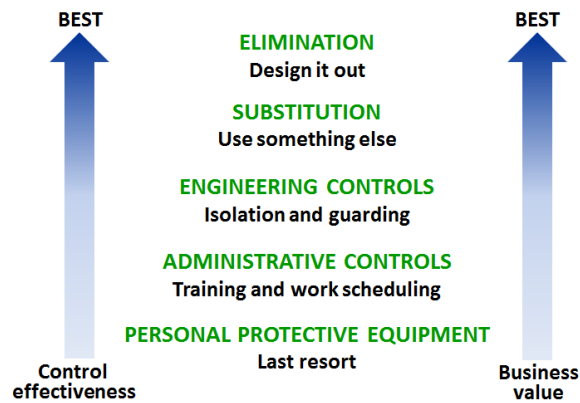 BEST
BEST
ELIMINATION
Design it out
SUBSTITUTION
Use something else
ENGINEERING CONTROLS
Isolation and guarding
ADMINISTRATIVE CONTROLS
Training and work scheduling
PERSONAL PROTECTIVE EQUIPMENT
Last resort
Control
effectiveness
Business
value